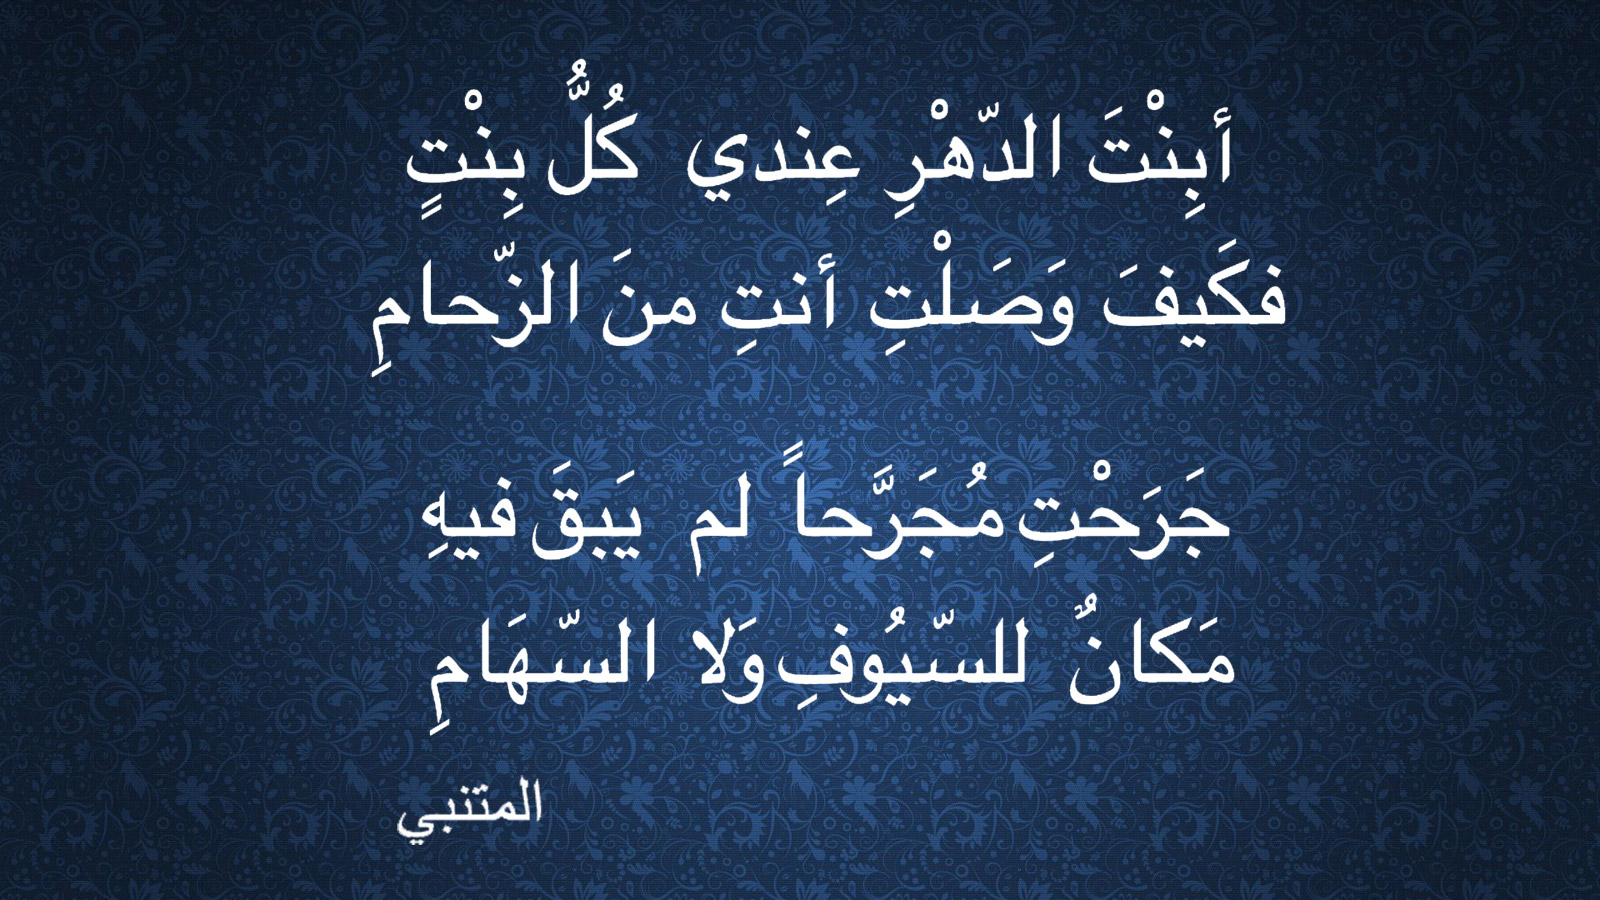 أبِنْتَ الدّهْرِ عِندي كُلُّ بِنْتٍ
فكَيفَ وَصَلْتِ أنتِ منَ الزّحامِ
جَرَحْتِ مُجَرَّحاً لم يَبقَ فيهِ
مَكانٌ للسّيُوفِ وَلا السّهَامِ
المتنبي